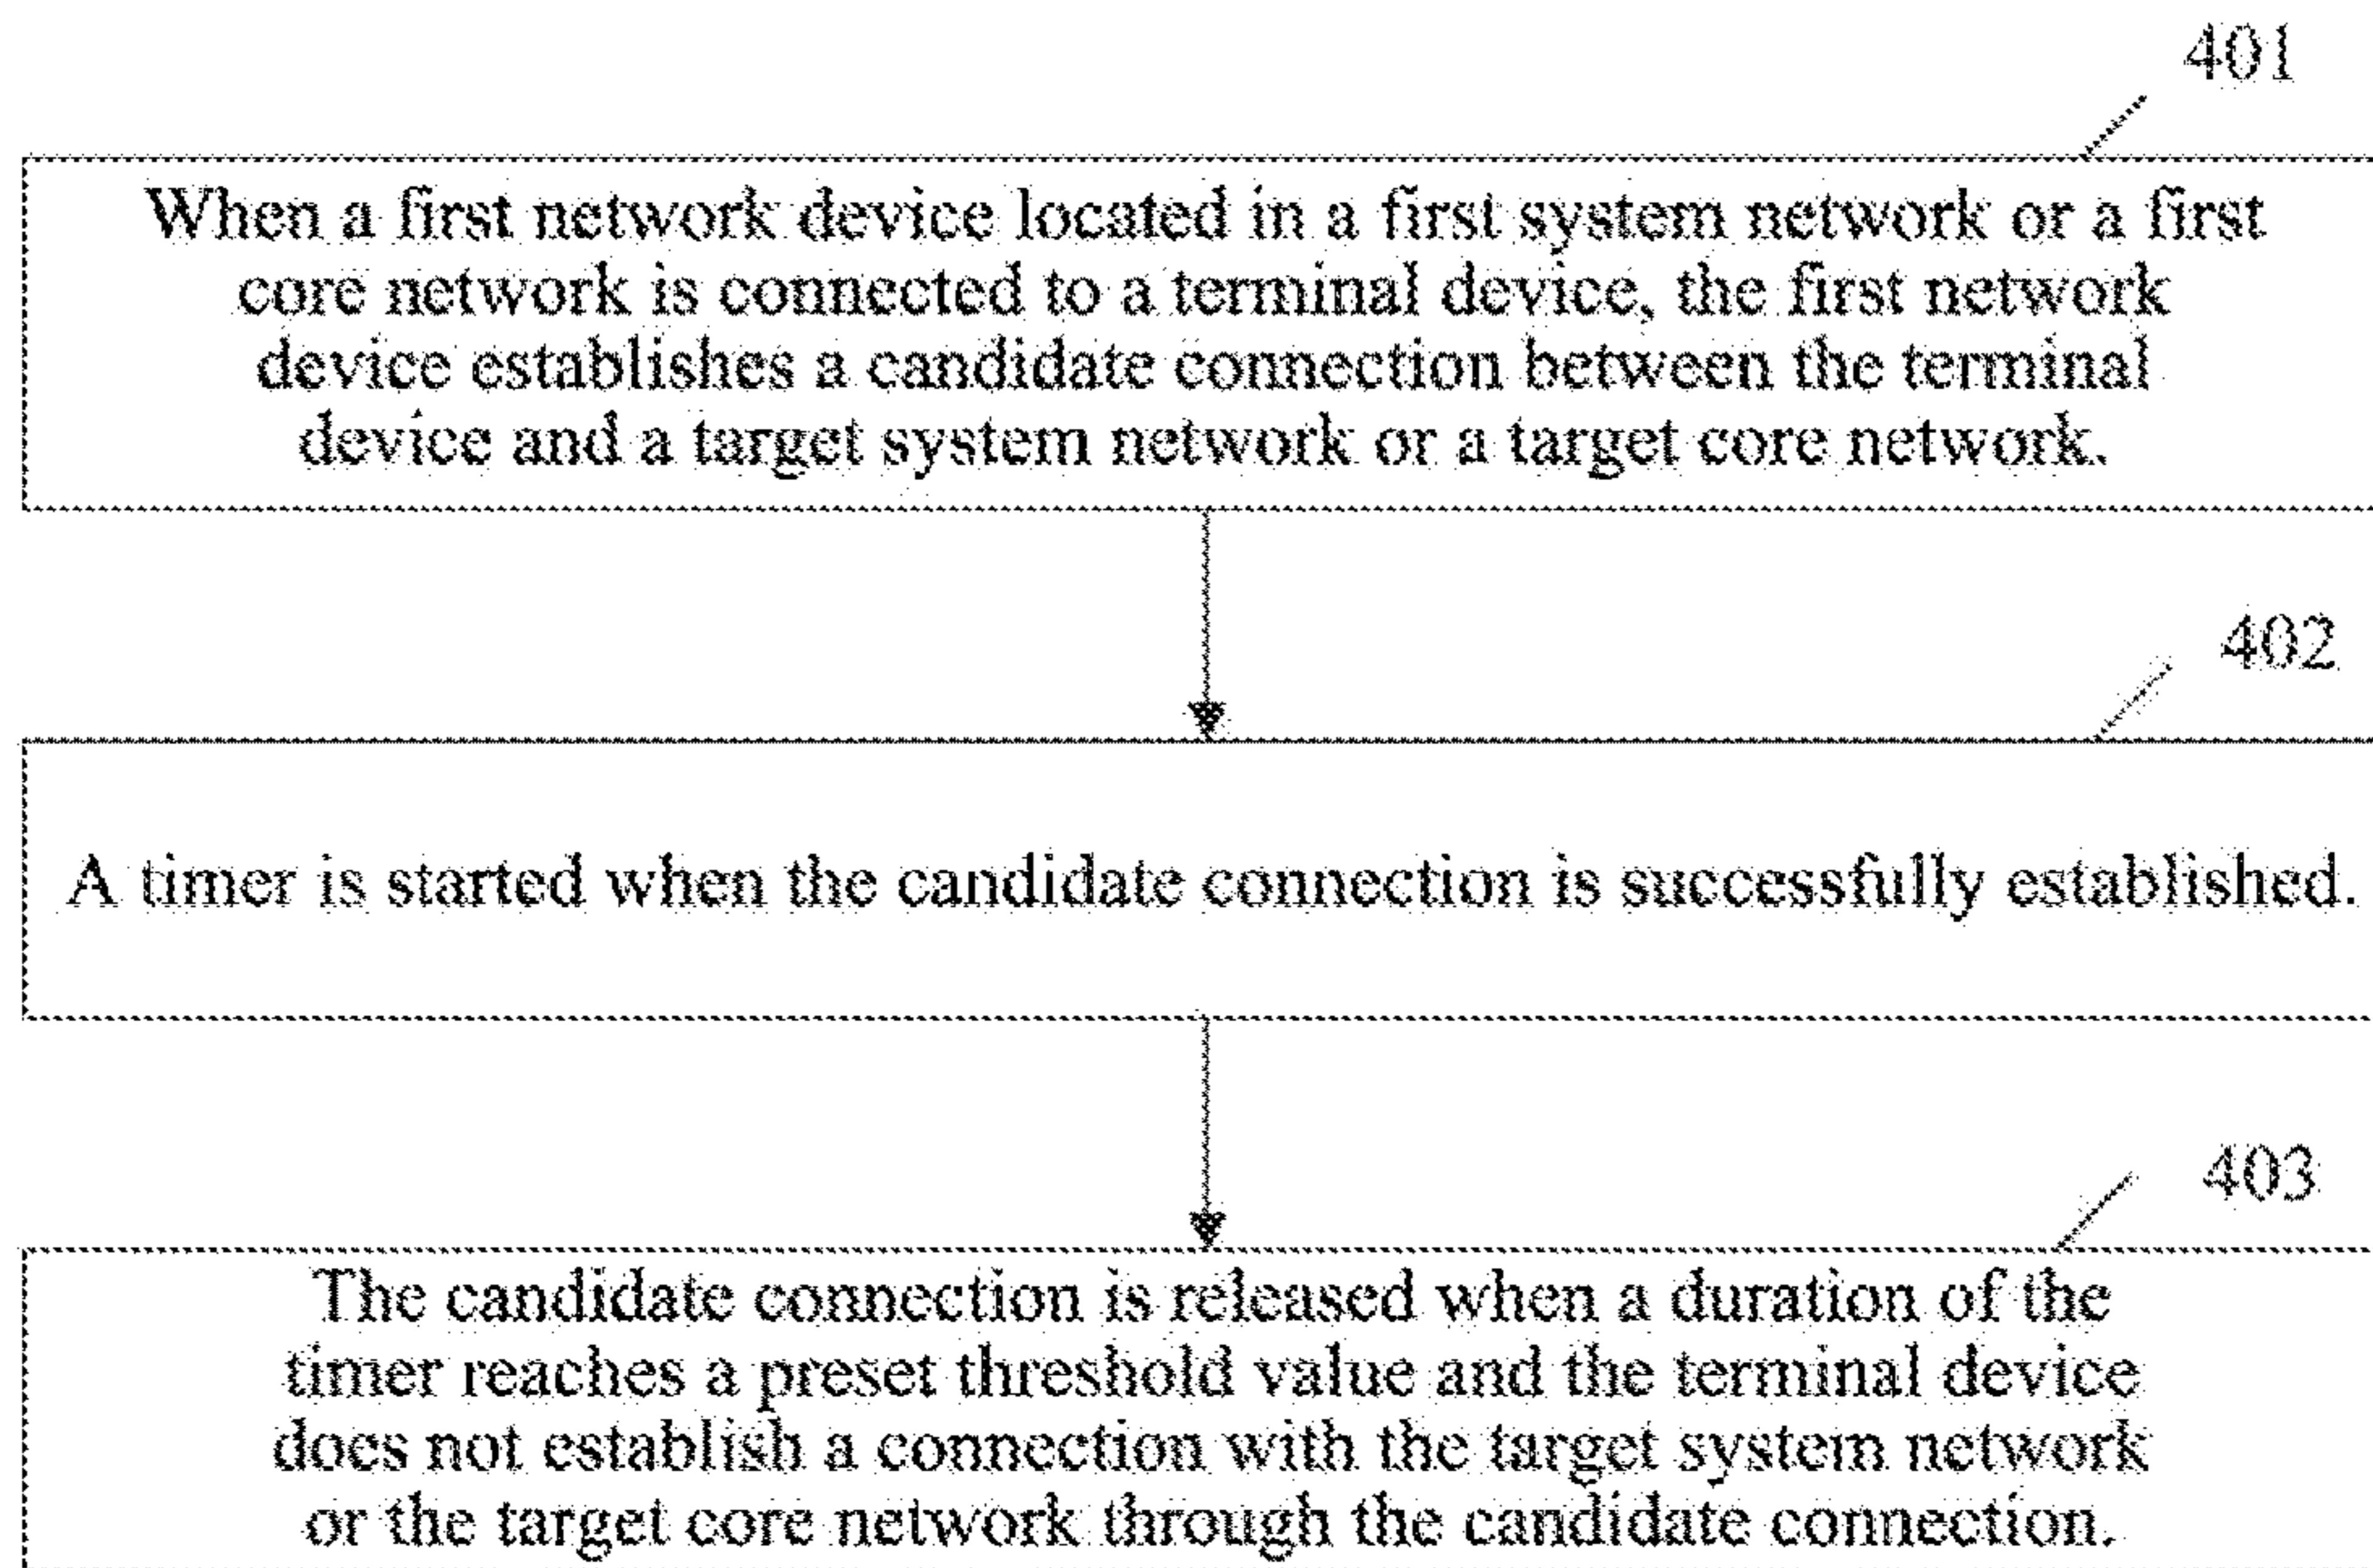 401
When a first network device located in a first system network or a first
core network is connected to a terminal device, the first network
device establishes a candidate connection between the terminal
device and a target system network or a target core network.
402
A timer is started when the candidate connection is successfully established.
403
The candidate connection is released when a duration of the
timer reaches a preset threshold value and the terminal device
does not establish a connection with the target system network
or the target core network through the candidate connection.